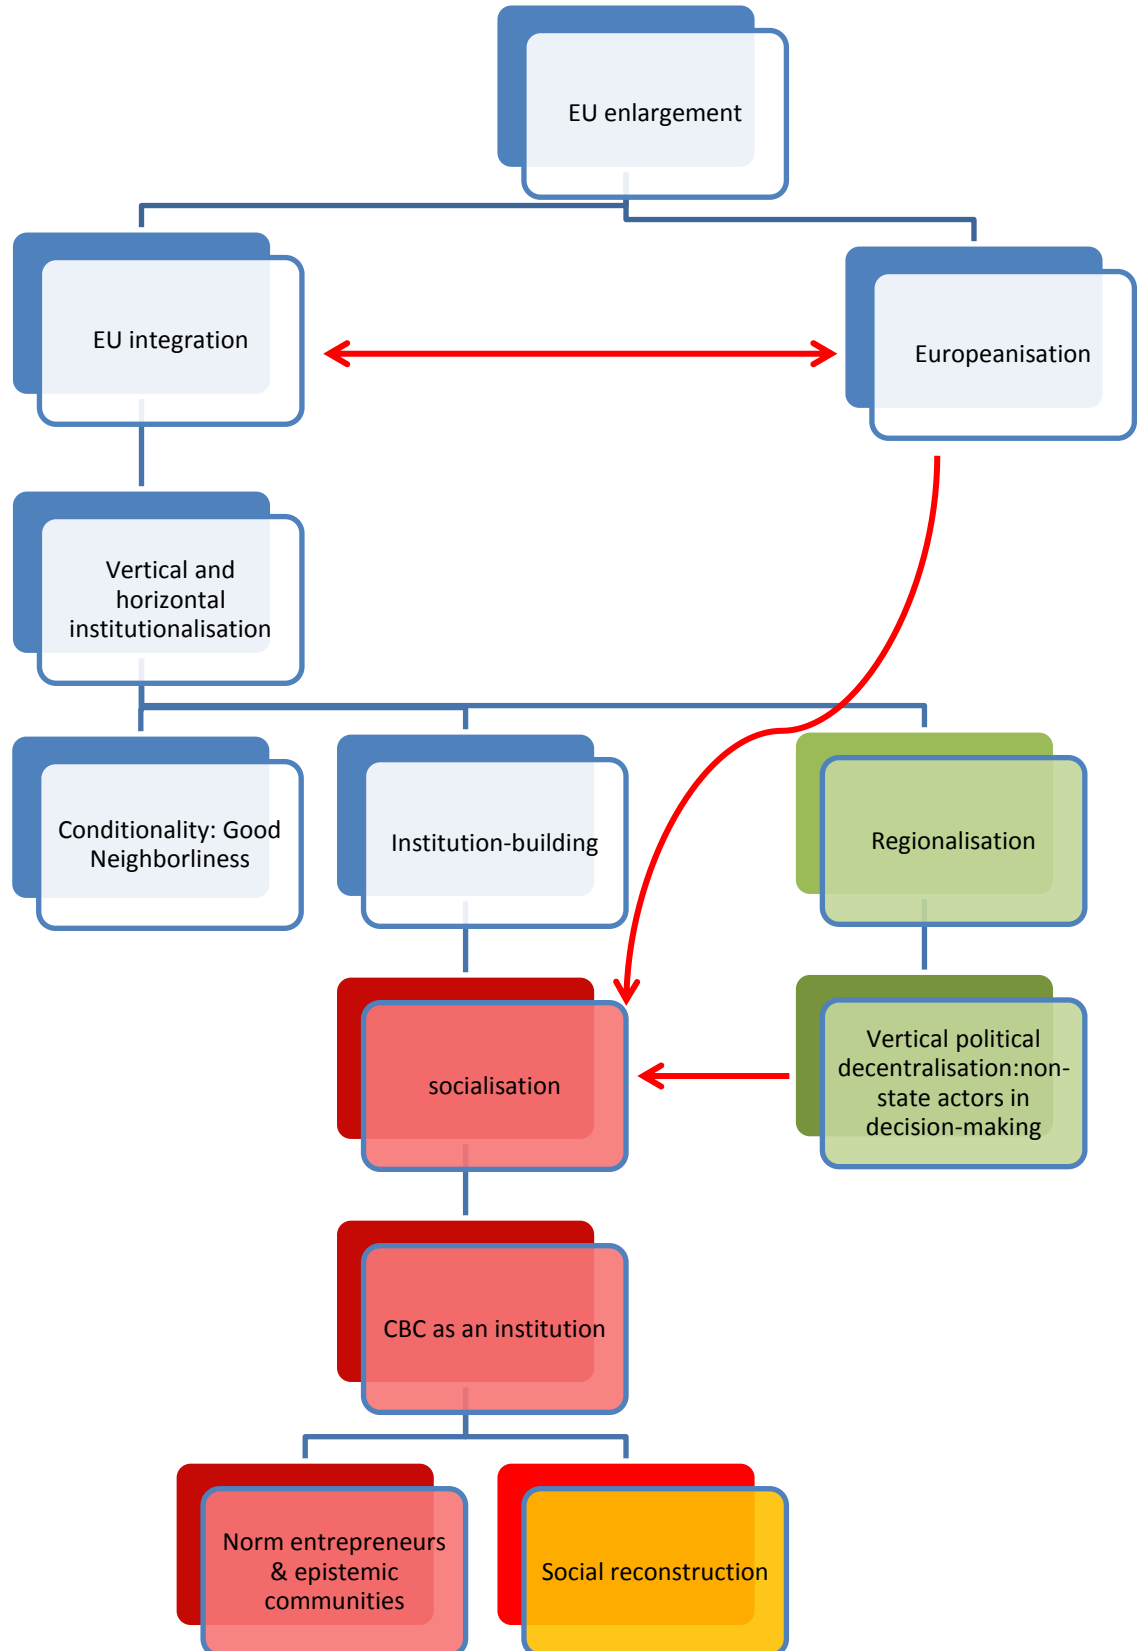 EU enlargement
EU integration
Europeanisation
Vertical and
horizontal
institutionalisation
Conditionality: Good
Neighborliness
Institution-building
Regionalisation
socialisation
Vertical political
decentralisation:non-
state actors in
decision-making
CBC as an institution
Norm entrepreneurs
& epistemic
communities
Social reconstruction